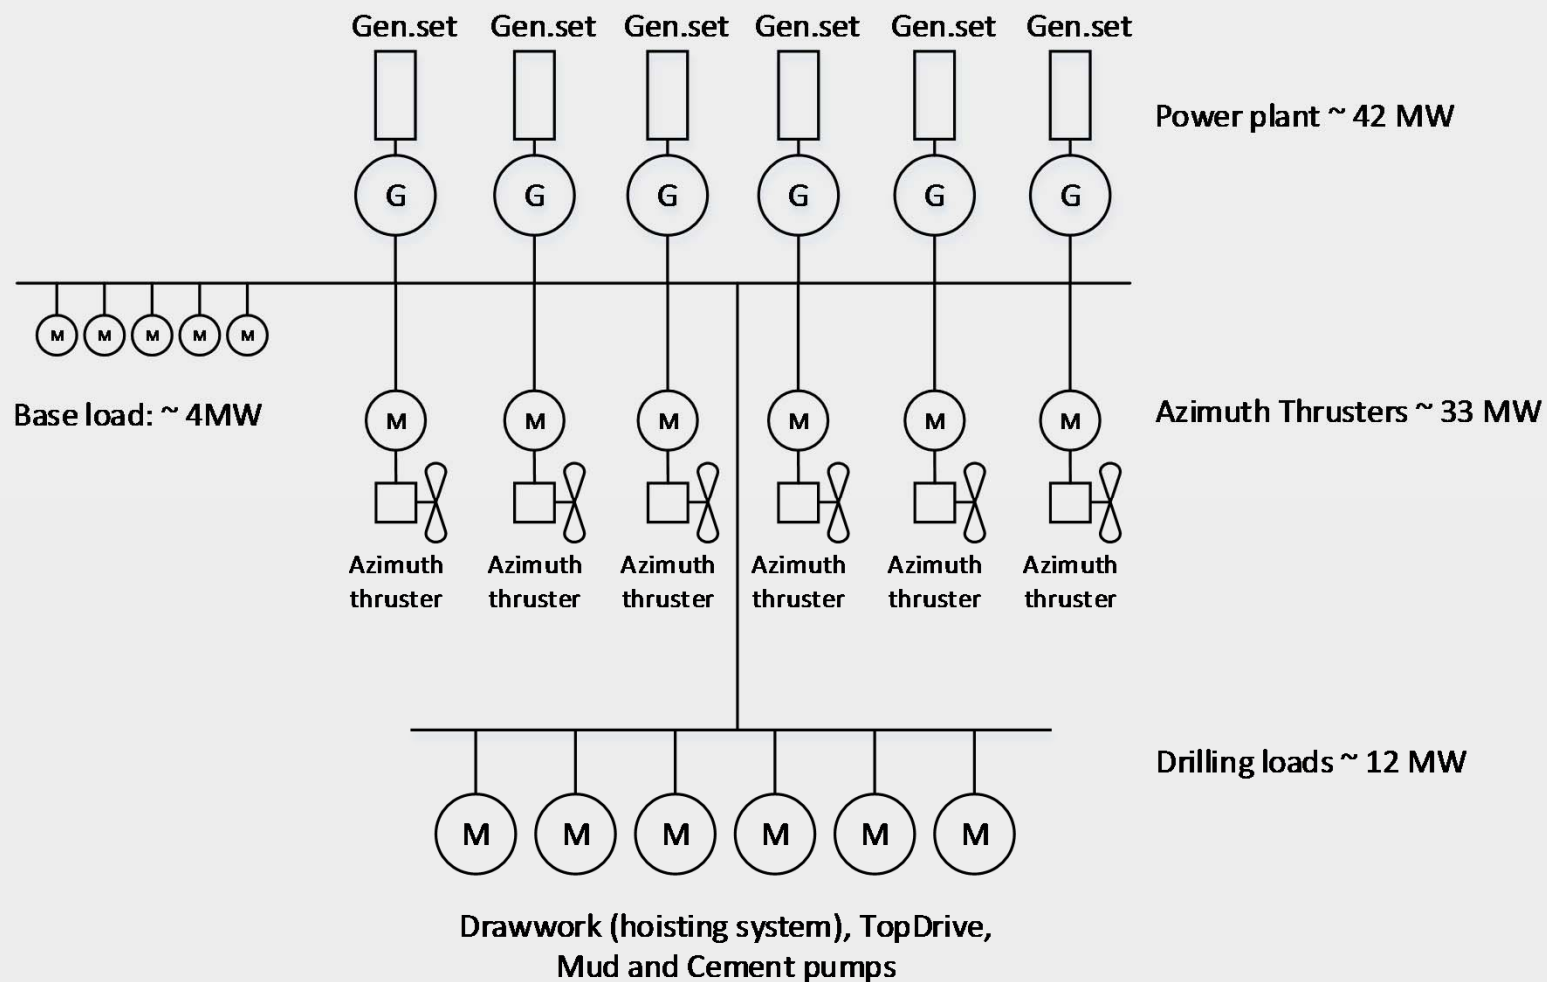 Gen.set Gen.set Gen.set Gen.set Gen.set Gen.set
Power plant ~ 42 MW
G G G G G G
M M M M M
Base load: ~ 4MW
M M M M M M
Azimuth Thrusters ~ 33 MW
Azimuth thruster
Azimuth thruster
Azimuth thruster
Azimuth thruster
Azimuth thruster
Azimuth thruster
Drilling loads ~ 12 MW
M M M M M M
Drawwork (hoisting system), TopDrive,
Mud and Cement pumps